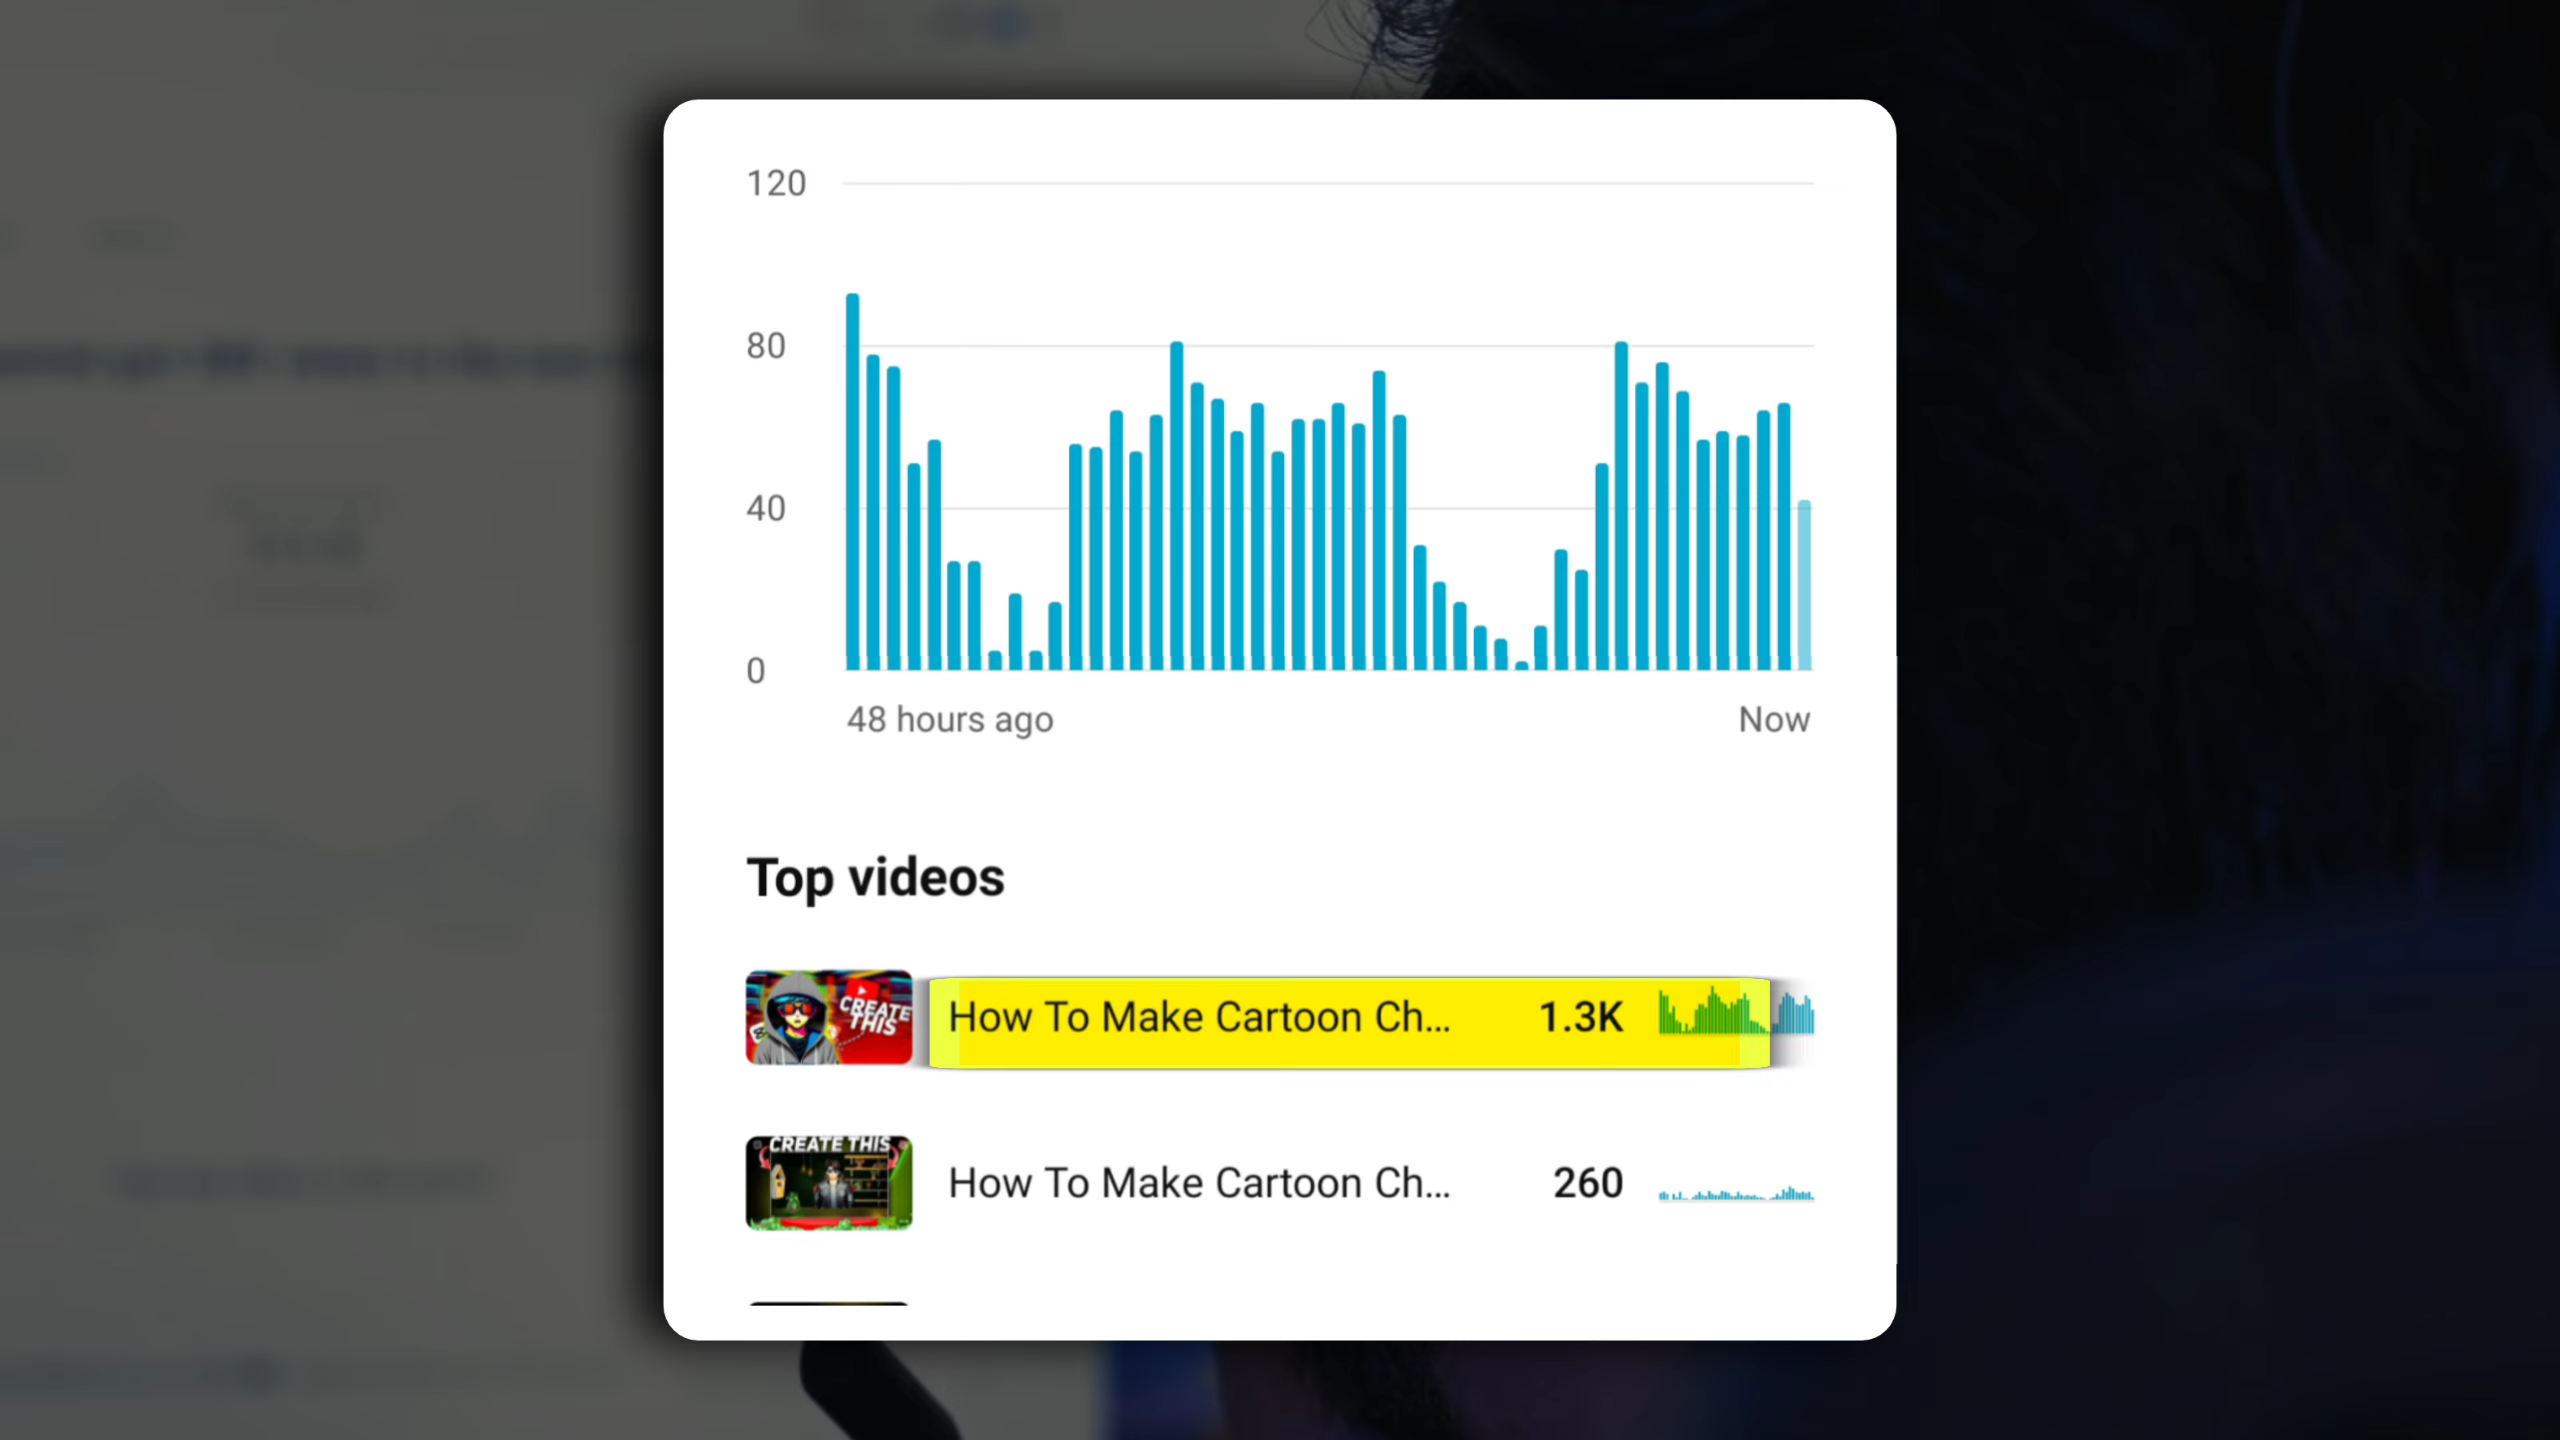 120
80
40
0
48 hours ago
Now
Top videos
CREATE
THIS
How To Make Cartoon Ch...
1.3K
CREATE THIS
How To Make Cartoon Ch...
260